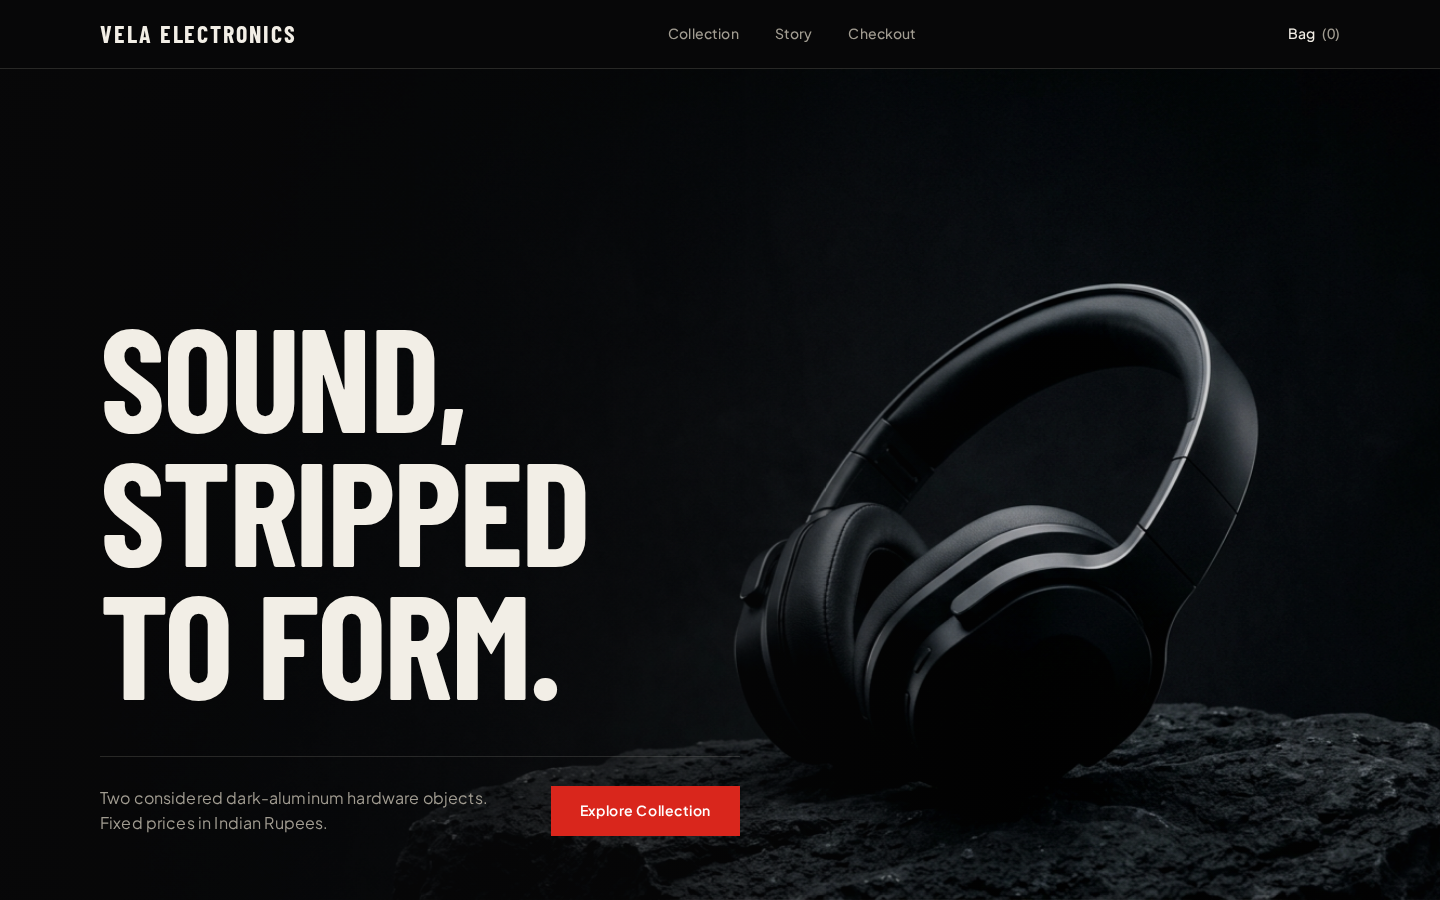 VELA ELECTRONICS
Collection
Story
Checkout
Bag (0)
SOUND,
STRIPPED
TO FORM.
Two considered dark-aluminum hardware objects.
Fixed prices in Indian Rupees.
Explore Collection